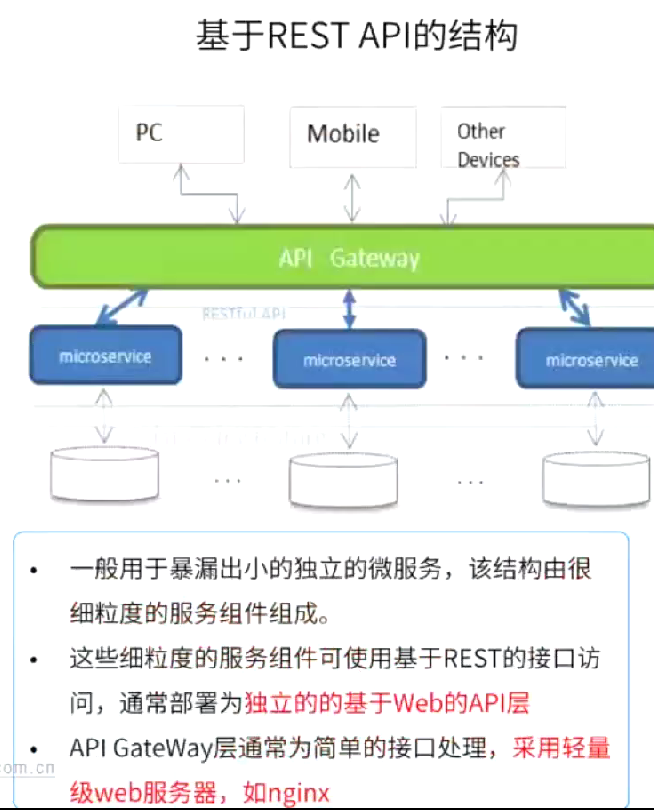 基于REST API的结构
PC
Mobile
Other
Devices
API Gateway
RESTful API
microservice
...
microservice
...
microservice
...
...
• 一般用于暴漏出小的独立的微服务，该结构由很
细粒度的服务组件组成。
• 这些细粒度的服务组件可使用基于REST的接口访
问，通常部署为独立的的基于Web的API层
• API GateWay层通常为简单的接口处理，采用轻量
级web服务器，如nginx
com.cn